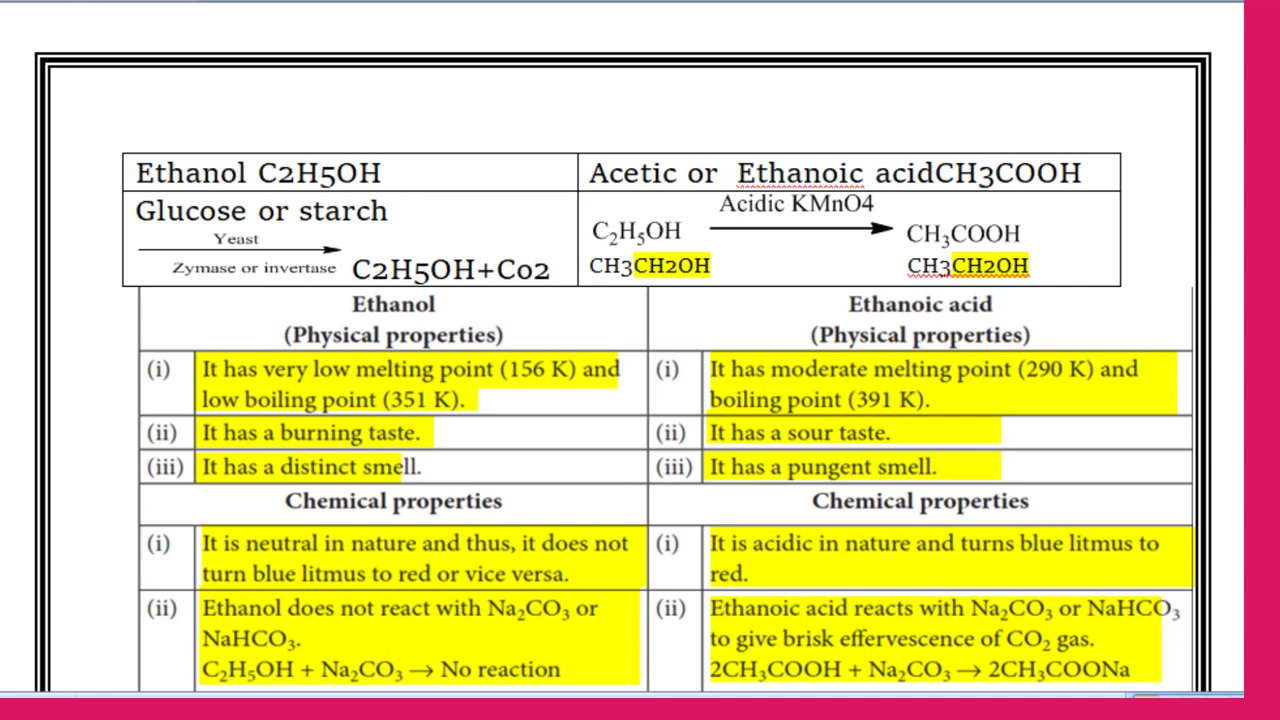 Ethanol C2H5OH
Acetic or Ethanoic acidCH3COOH
Glucose or starch
Yeast
Zymase or invertase C2H5OH+Co2
Acidic KMnO4
C₂H₅OH CH₃COOH
CH3CH2OH CH3CH2OH
Ethanol
(Physical properties)
Ethanoic acid
(Physical properties)
(i) It has very low melting point (156 K) and
low boiling point (351 K).
(i) It has moderate melting point (290 K) and
boiling point (391 K).
(ii) It has a burning taste.
(ii) It has a sour taste.
(iii) It has a distinct smell.
(iii) It has a pungent smell.
Chemical properties
Chemical properties
(i) It is neutral in nature and thus, it does not
turn blue litmus to red or vice versa.
(i) It is acidic in nature and turns blue litmus to
red.
(ii) Ethanol does not react with Na₂CO₃ or
NaHCO₃.
C₂H₅OH + Na₂CO₃ → No reaction
(ii) Ethanoic acid reacts with Na₂CO₃ or NaHCO₃
to give brisk effervescence of CO₂ gas.
2CH₃COOH + Na₂CO₃ → 2CH₃COONa